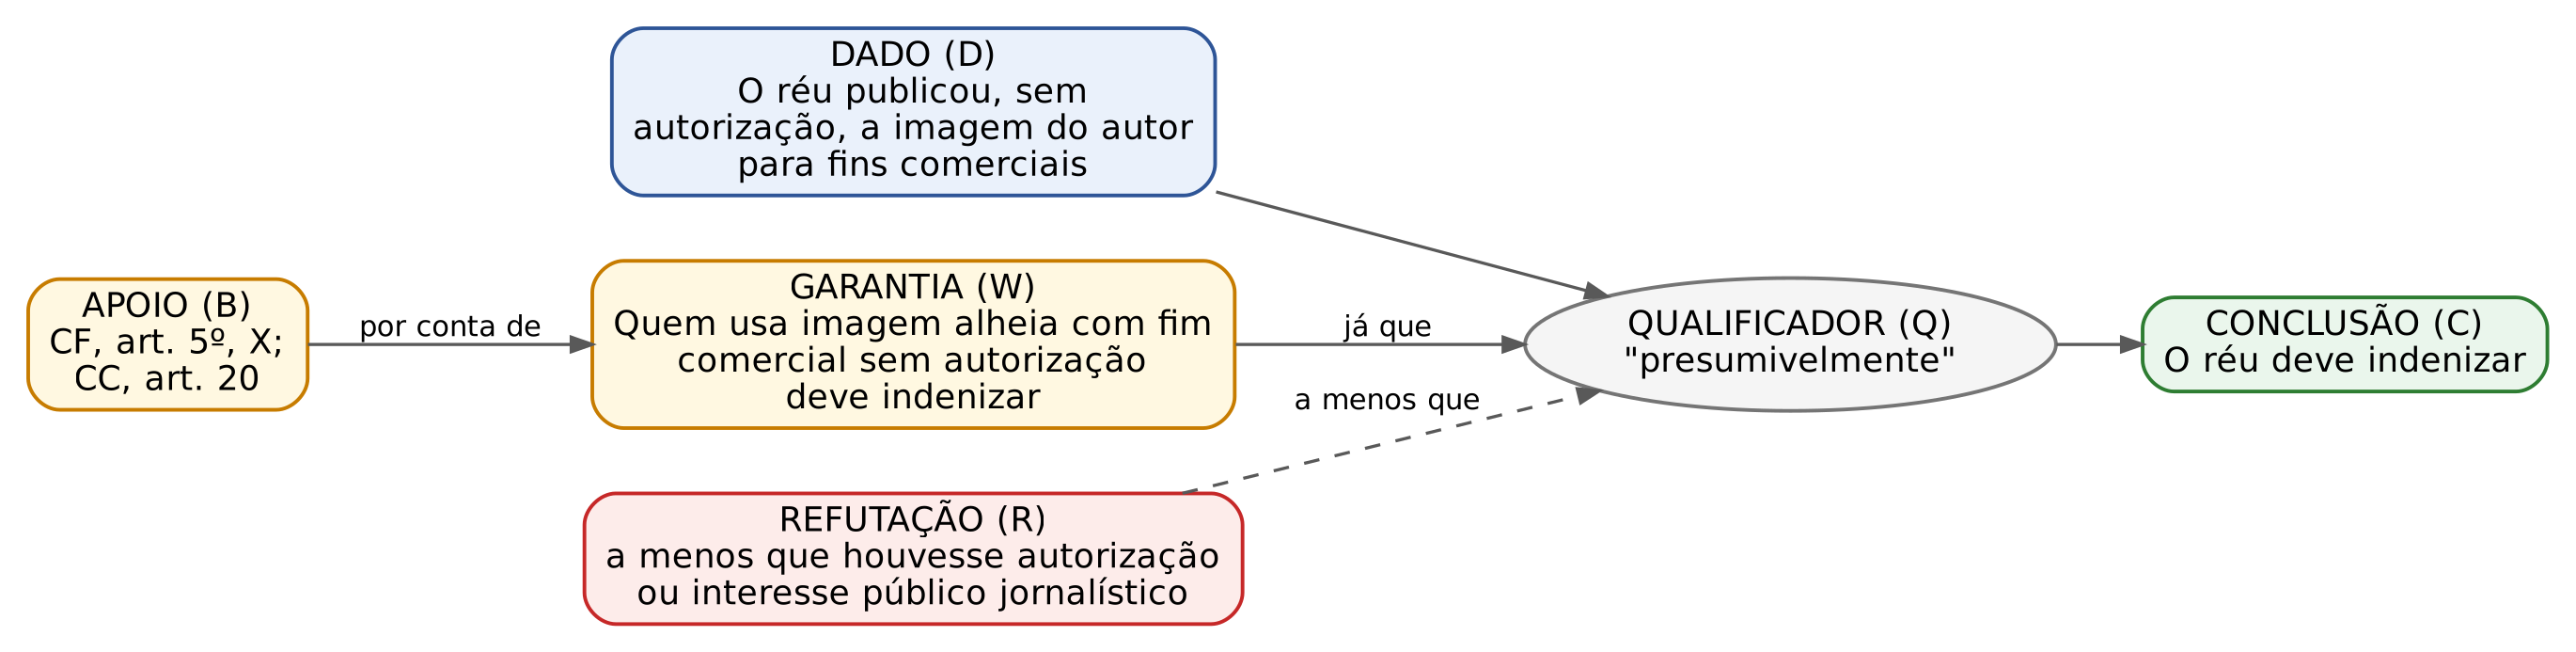 DADO (D)
O réu publicou, sem
autorização, a imagem do autor
para fins comerciais
APOIO (B)
CF, art. 5º, X;
CC, art. 20
por conta de
GARANTIA (W)
Quem usa imagem alheia com fim
comercial sem autorização
deve indenizar
já que
a menos que
QUALIFICADOR (Q)
"presumivelmente"
CONCLUSÃO (C)
O réu deve indenizar
REFUTAÇÃO (R)
a menos que houvesse autorização
ou interesse público jornalístico